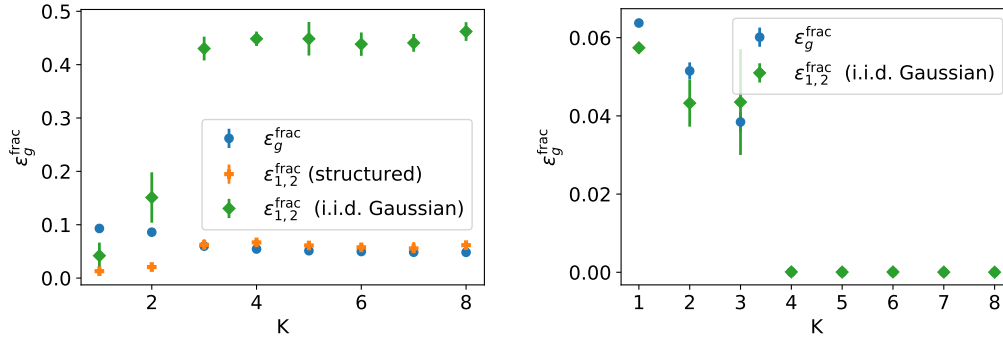 0.5
0.4
0.3
0.2
0.1
0.0
ε_g^frac
2
4
6
8
K
ε_g^frac
ε_{1,2}^frac (structured)
ε_{1,2}^frac (i.i.d. Gaussian)
0.06
0.04
0.02
0.00
ε_g^frac
1 2 3 4 5 6 7 8
K
ε_g^frac
ε_{1,2}^frac (i.i.d. Gaussian)